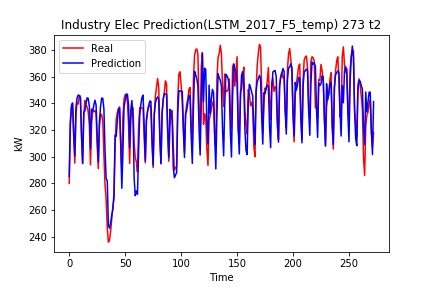 Industry Elec Prediction(LSTM_2017_F5_temp) 273 t2
Real
Prediction
kW
380
360
340
320
300
280
260
240
0 50 100 150 200 250
Time